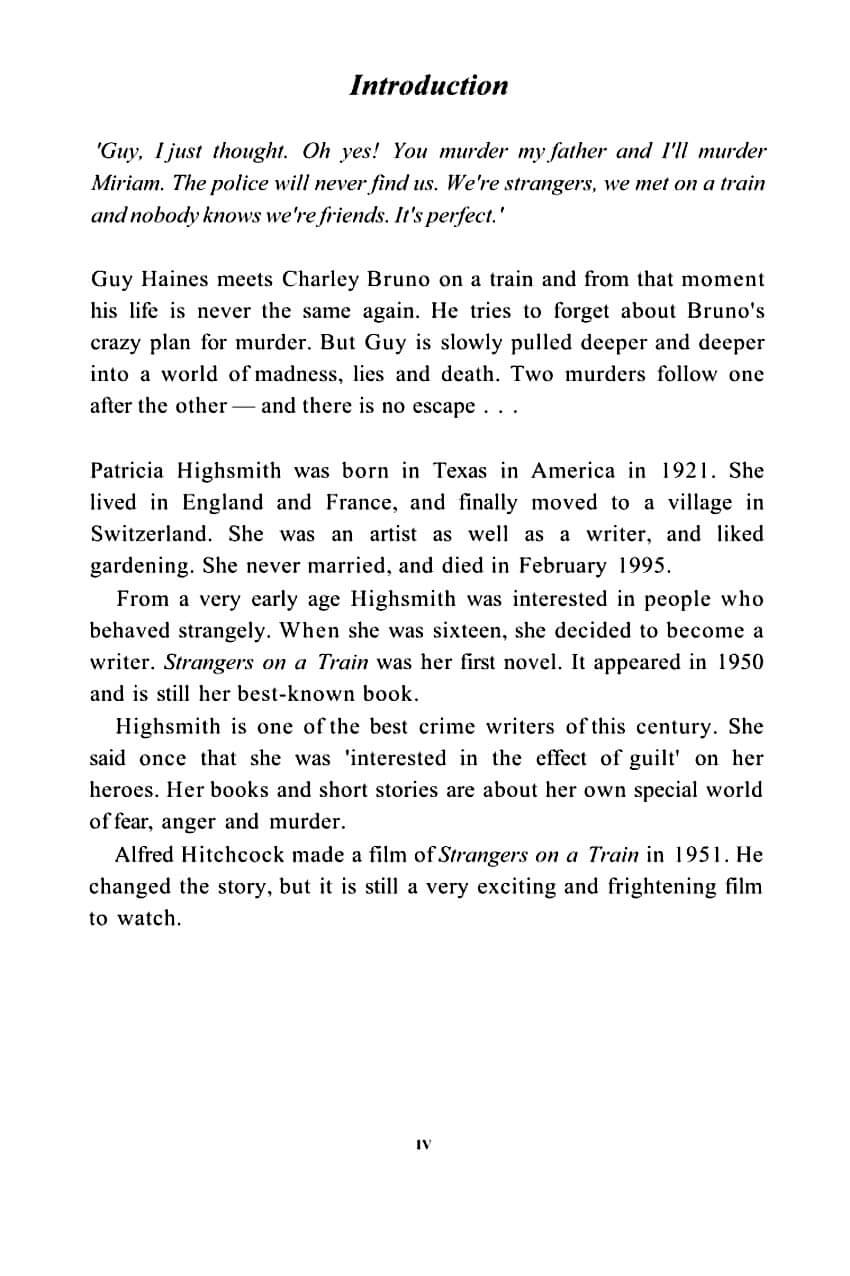 Introduction
'Guy, I just thought. Oh yes! You murder my father and I'll murder
Miriam. The police will never find us. We're strangers, we met on a train
and nobody knows we're friends. It's perfect.'
Guy Haines meets Charley Bruno on a train and from that moment
his life is never the same again. He tries to forget about Bruno's
crazy plan for murder. But Guy is slowly pulled deeper and deeper
into a world of madness, lies and death. Two murders follow one
after the other — and there is no escape . . .
Patricia Highsmith was born in Texas in America in 1921. She
lived in England and France, and finally moved to a village in
Switzerland. She was an artist as well as a writer, and liked
gardening. She never married, and died in February 1995.
From a very early age Highsmith was interested in people who
behaved strangely. When she was sixteen, she decided to become a
writer. Strangers on a Train was her first novel. It appeared in 1950
and is still her best-known book.
Highsmith is one of the best crime writers of this century. She
said once that she was 'interested in the effect of guilt' on her
heroes. Her books and short stories are about her own special world
of fear, anger and murder.
Alfred Hitchcock made a film of Strangers on a Train in 1951. He
changed the story, but it is still a very exciting and frightening film
to watch.
IV